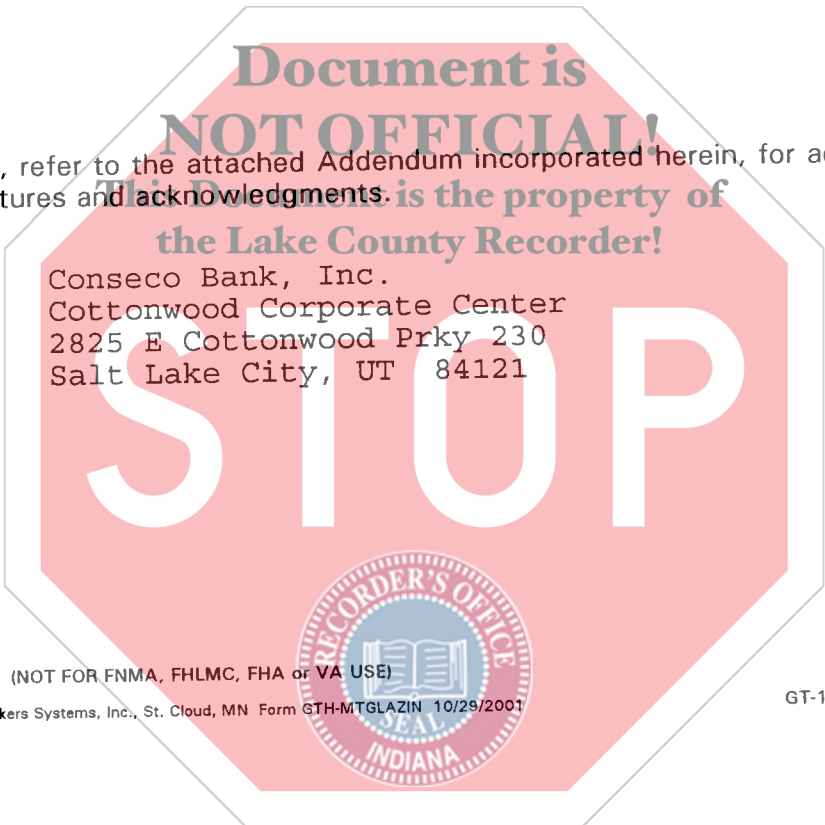 Document is
NOT OFFICIAL!
, refer to the attached Addendum incorporated herein, for a
tures and acknowledgments.
This Document is the property of
the Lake County Recorder!
Conseco Bank, Inc.
Cottonwood Corporate Center
2825 E Cottonwood Prky 230
Salt Lake City, UT 84121
STOP
RECORDER'S OFFICE
SEAL
INDIANA
(NOT FOR FNMA, FHLMC, FHA or VA USE)
kers Systems, Inc., St. Cloud, MN Form GTH-MTGLAZIN 10/29/2001
GT-1